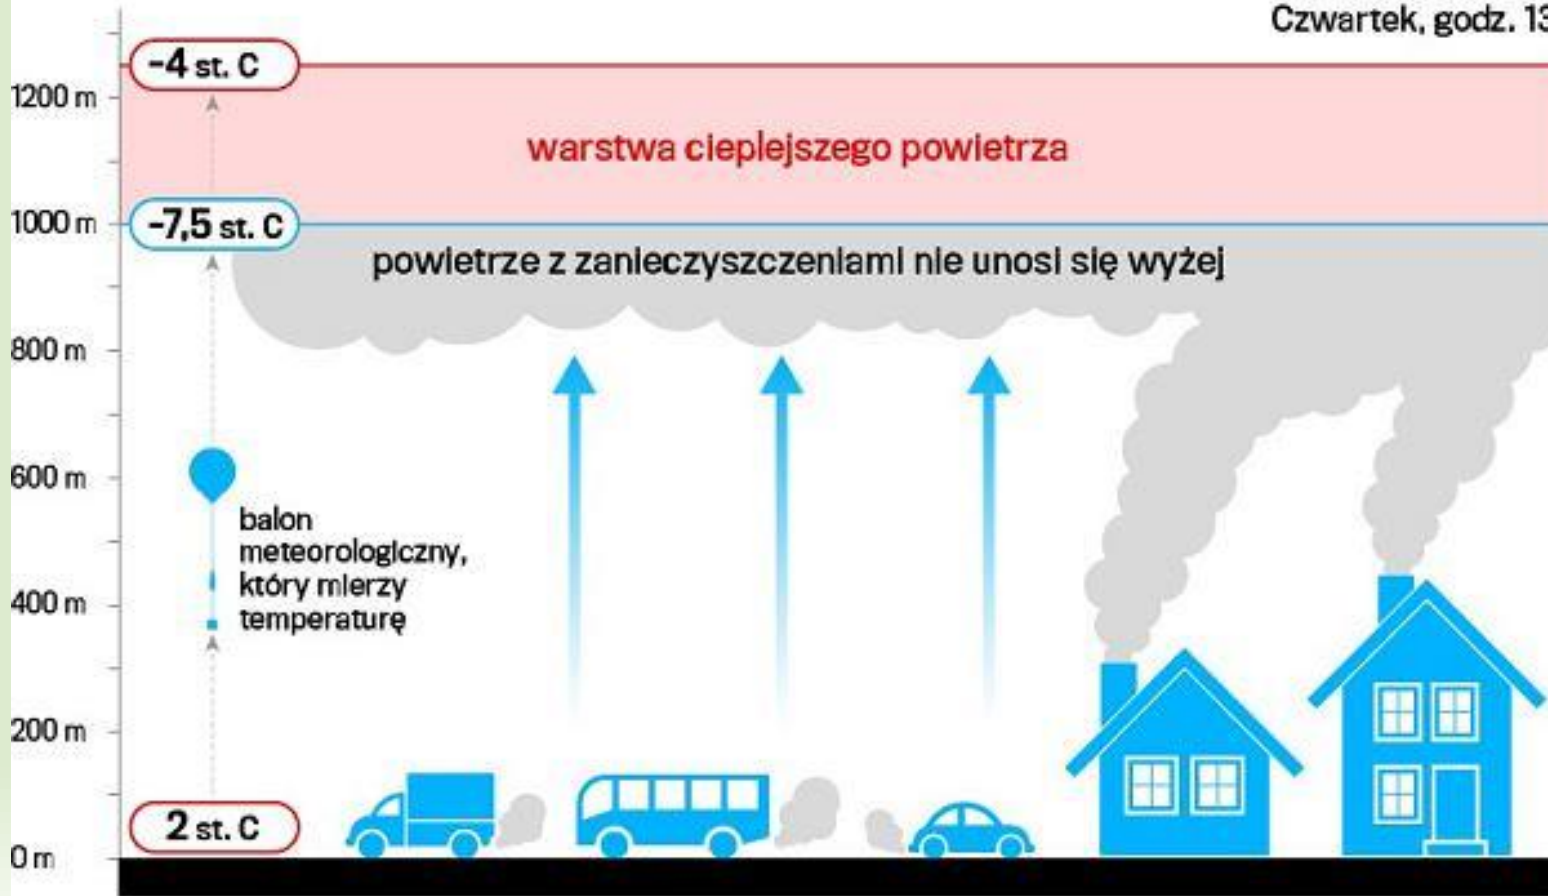 Czwartek, godz. 13
-4 st. C
1200 m
warstwa cieplejszego powietrza
1000 m
-7,5 st. C
powietrze z zanieczyszczeniami nie unosi się wyżej
800 m
600 m
balon
meteorologiczny,
który mierzy
temperaturę
400 m
200 m
2 st. C
0 m